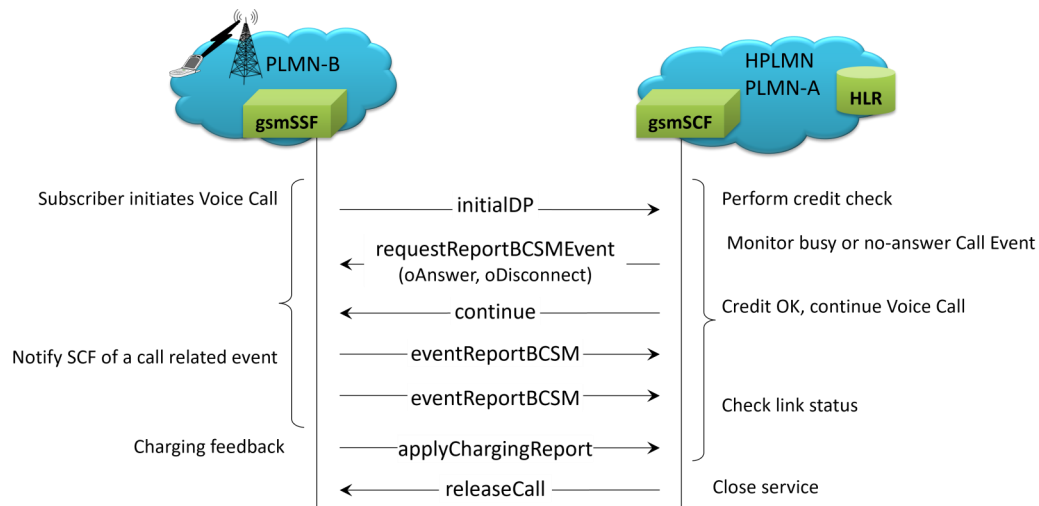 PLMN-B
HPLMN
PLMN-A
HLR
gsmSSF
gsmSCF
Subscriber initiates Voice Call
initialDP
Perform credit check
requestReportBCSMEvent
(oAnswer, oDisconnect)
Monitor busy or no-answer Call Event
continue
Credit OK, continue Voice Call
Notify SCF of a call related event
eventReportBCSM
eventReportBCSM
Check link status
Charging feedback
applyChargingReport
releaseCall
Close service